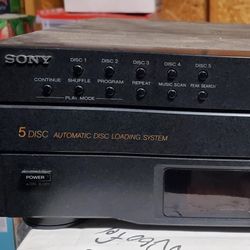 SONY
DISC 1 DISC 2 DISC 3 DISC 4 DISC 5
CONTINUE SHUFFLE PROGRAM REPEAT MUSIC SCAN PEAK SEARCH
PLAY MODE
5 DISC AUTOMATIC DISC LOADING SYSTEM
POWER